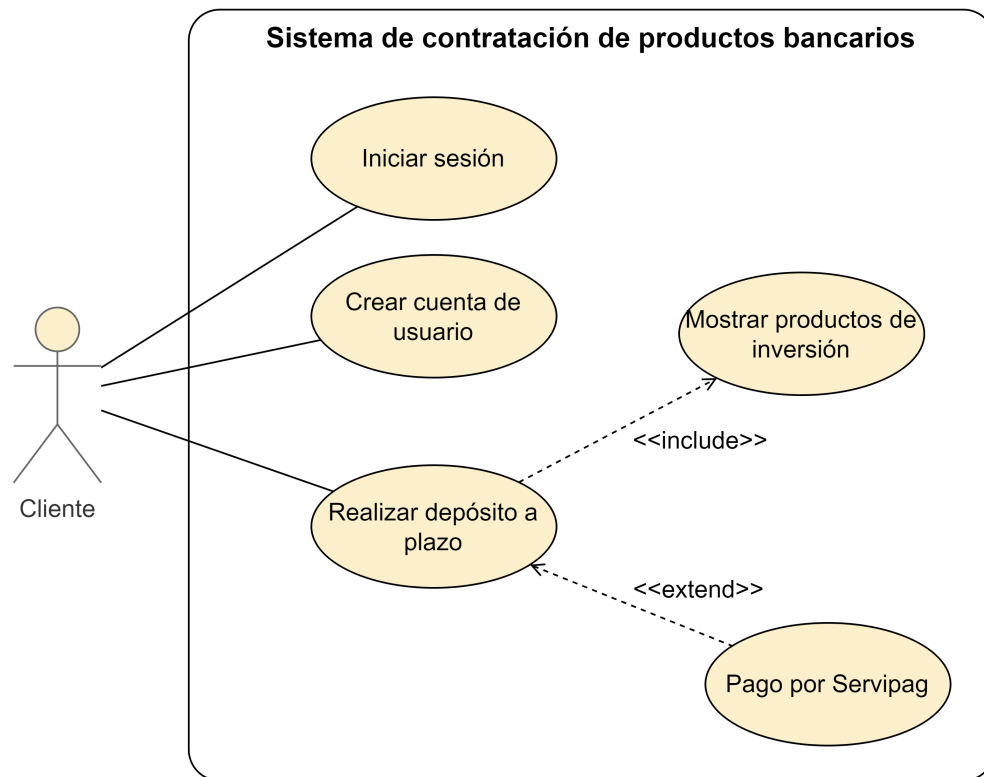 Sistema de contratación de productos bancarios
Iniciar sesión
Crear cuenta de
usuario
Mostrar productos de
inversión
<<include>>
Cliente
Realizar depósito a
plazo
<<extend>>
Pago por Servipag